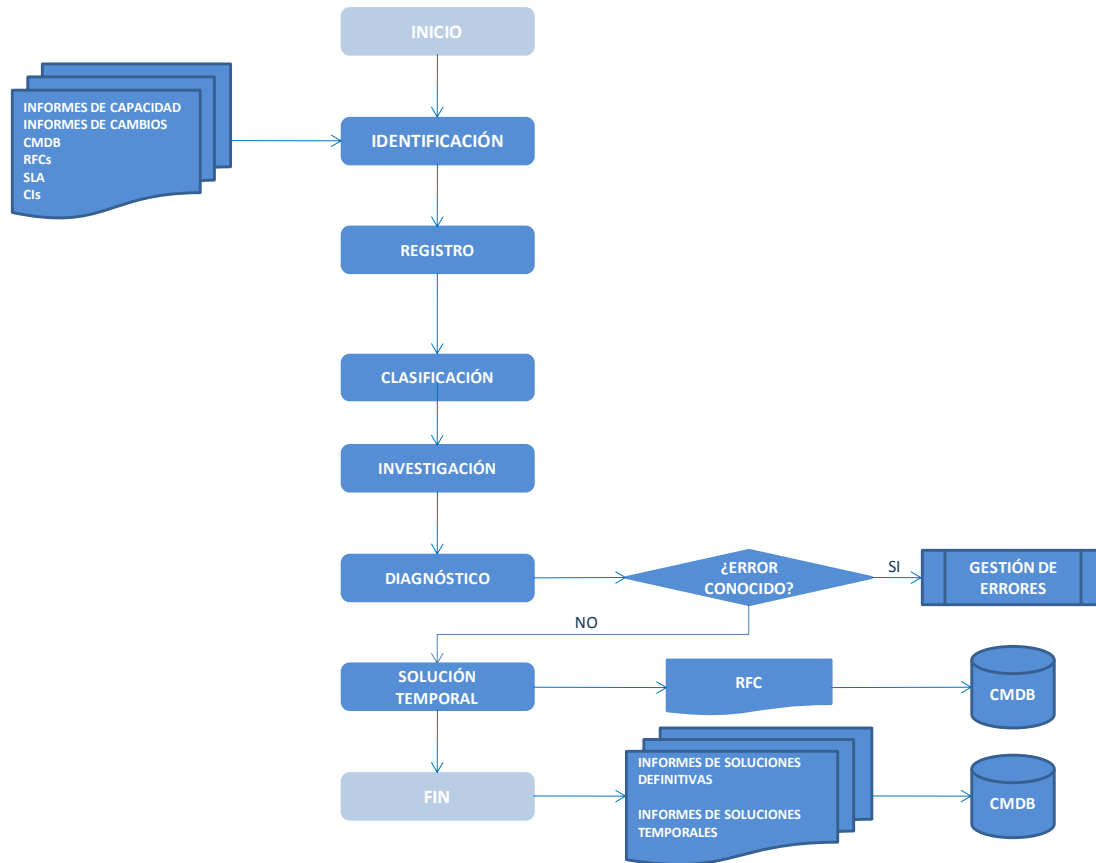 INICIO
INFORMES DE CAPACIDAD
INFORMES DE CAMBIOS
CMDB
RFCs
SLA
CIs
IDENTIFICACIÓN
REGISTRO
CLASIFICACIÓN
INVESTIGACIÓN
DIAGNÓSTICO
¿ERROR
CONOCIDO?
SI
GESTIÓN DE
ERRORES
NO
SOLUCIÓN
TEMPORAL
RFC
CMDB
FIN
INFORMES DE SOLUCIONES
DEFINITIVAS
INFORMES DE SOLUCIONES
TEMPORALES
CMDB